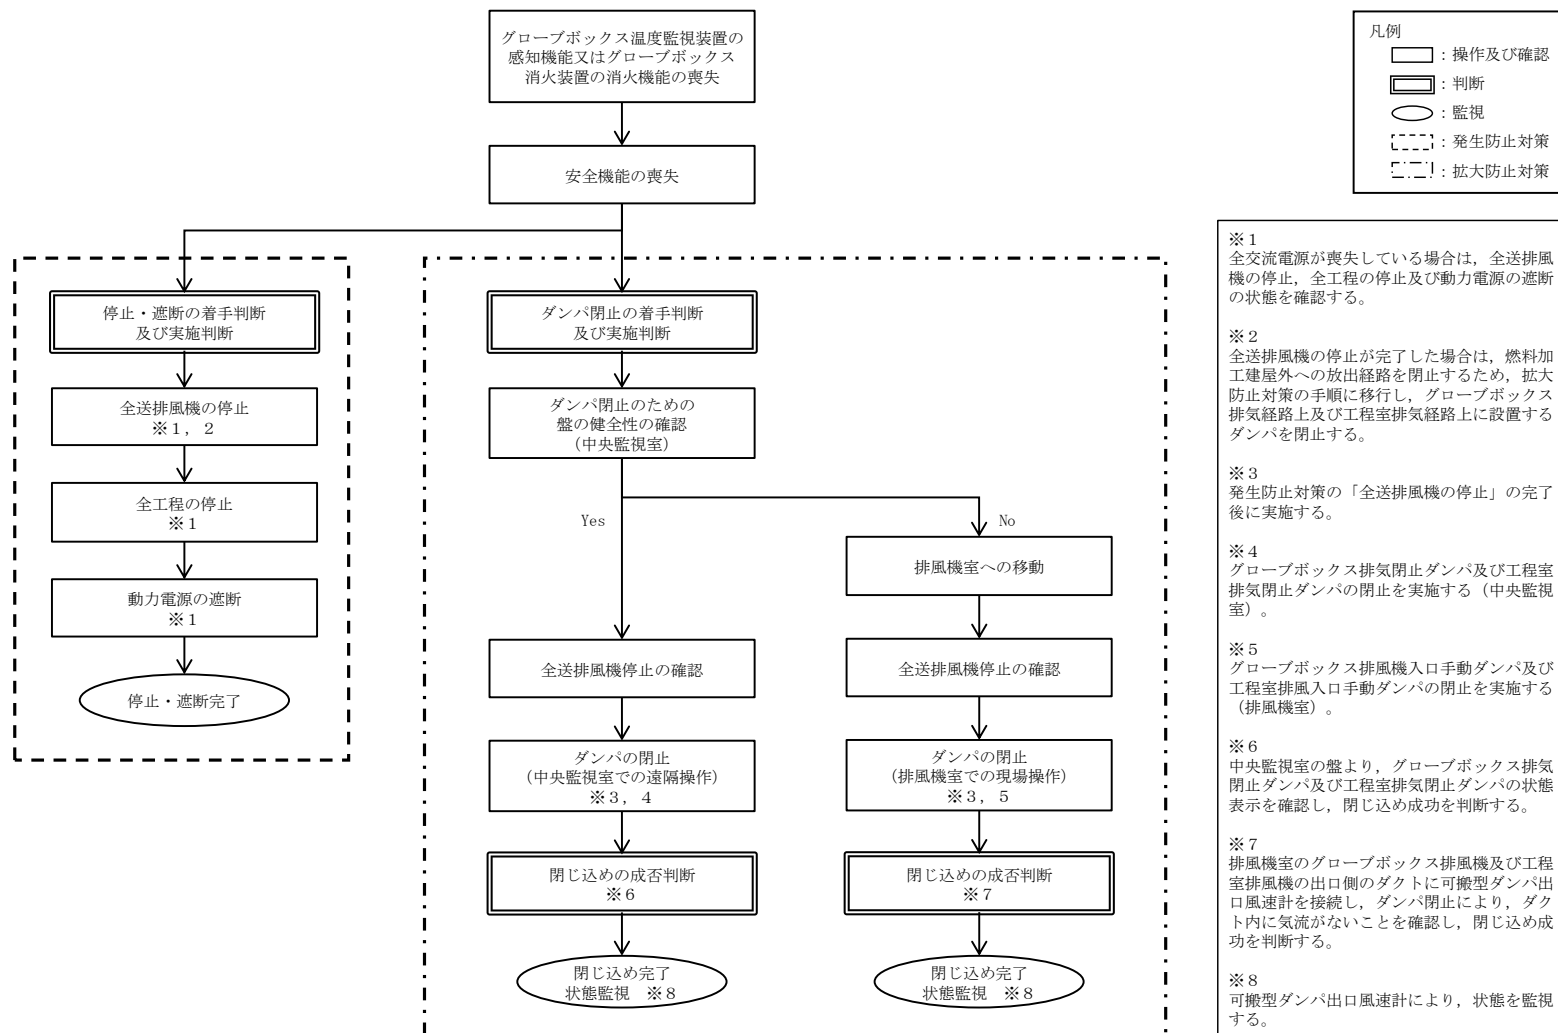 グローブボックス温度監視装置の
感知機能又はグローブボックス
消火装置の消火機能の喪失
安全機能の喪失
停止・遮断の着手判断
及び実施判断
全送排風機の停止
※１，２
全工程の停止
※１
動力電源の遮断
※１
停止・遮断完了
ダンパ閉止の着手判断
及び実施判断
ダンパ閉止のための
盤の健全性の確認
（中央監視室）
Yes
No
全送排風機停止の確認
ダンパの閉止
（中央監視室での遠隔操作）
※３，４
閉じ込めの成否判断
※６
閉じ込め完了
状態監視　※８
排風機室への移動
全送排風機停止の確認
ダンパの閉止
（排風機室での現場操作）
※３，５
閉じ込めの成否判断
※７
閉じ込め完了
状態監視　※８
凡例
：操作及び確認
：判断
：監視
：発生防止対策
：拡大防止対策
※１
全交流電源が喪失している場合は，全送排風
機の停止，全工程の停止及び動力電源の遮断
の状態を確認する。
※２
全送排風機の停止が完了した場合は，燃料加
工建屋外への放出経路を閉止するため，拡大
防止対策の手順に移行し，グローブボックス
排気経路上及び工程室排気経路上に設置する
ダンパを閉止する。
※３
発生防止対策の「全送排風機の停止」の完了
後に実施する。
※４
グローブボックス排気閉止ダンパ及び工程室
排気閉止ダンパの閉止を実施する（中央監視
室）。
※５
グローブボックス排風機入口手動ダンパ及び
工程室排風入口手動ダンパの閉止を実施する
（排風機室）。
※６
中央監視室の盤より，グローブボックス排気
閉止ダンパ及び工程室排気閉止ダンパの状態
表示を確認し，閉じ込め成功を判断する。
※７
排風機室のグローブボックス排風機及び工程
室排風機の出口側のダクトに可搬型ダンパ出
口風速計を接続し，ダンパ閉止により，ダク
ト内に気流がないことを確認し，閉じ込め成
功を判断する。
※８
可搬型ダンパ出口風速計により，状態を監視
する。